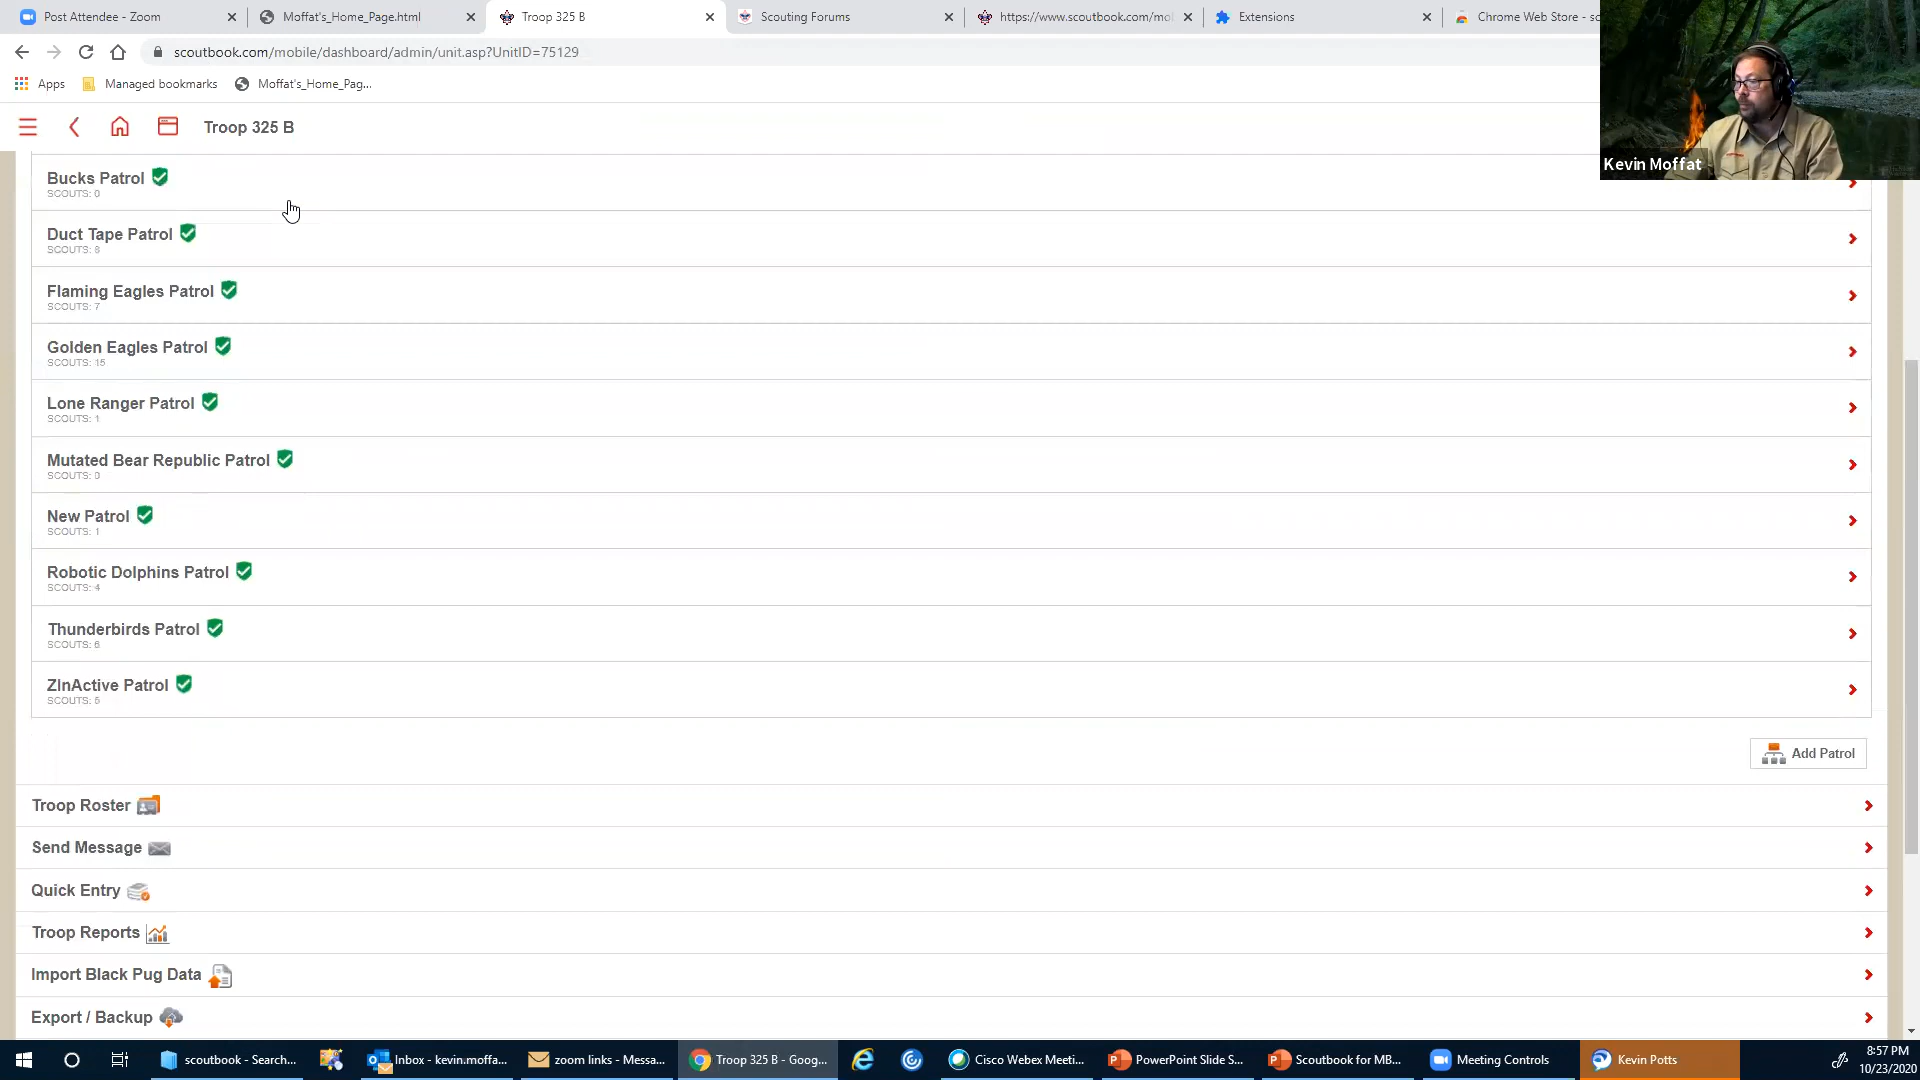 Post Attendee - Zoom
Moffat's_Home_Page.html
Troop 325 B
Scouting Forums
https://www.scoutbook.com/mo
Extensions
Chrome Web Store - sc
scoutbook.com/mobile/dashboard/admin/unit.asp?UnitID=75129
Apps
Managed bookmarks
Moffat's_Home_Pag...
Kevin Moffat
Troop 325 B
Bucks Patrol
SCOUTS: 0
Duct Tape Patrol
SCOUTS: 8
Flaming Eagles Patrol
SCOUTS: 7
Golden Eagles Patrol
SCOUTS: 15
Lone Ranger Patrol
SCOUTS: 1
Mutated Bear Republic Patrol
SCOUTS:
New Patrol
SCOUTS: 1
Robotic Dolphins Patrol
SCOUTS: 4
Thunderbirds Patrol
SCOUTS: 6
ZInActive Patrol
SCOUTS:
Add Patrol
Troop Roster
Send Message
Quick Entry
Troop Reports
Import Black Pug Data
Export / Backup
scoutbook - Search...
Inbox - kevin.moffa...
zoom links - Messa...
Troop 325 B - Goog...
Cisco Webex Meeti...
PowerPoint Slide S...
Scoutbook for MB...
Meeting Controls
Kevin Potts
8:57 PM
10/23/2020